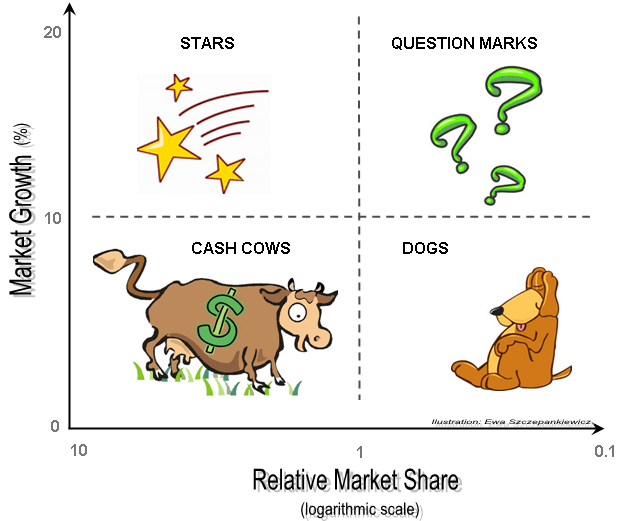 20
STARS
QUESTION MARKS
Market Growth (%)
10
CASH COWS
DOGS
$
0
Ilustration: Ewa Szczepankiewicz
10
1
0.1
Relative Market Share
(logarithmic scale)